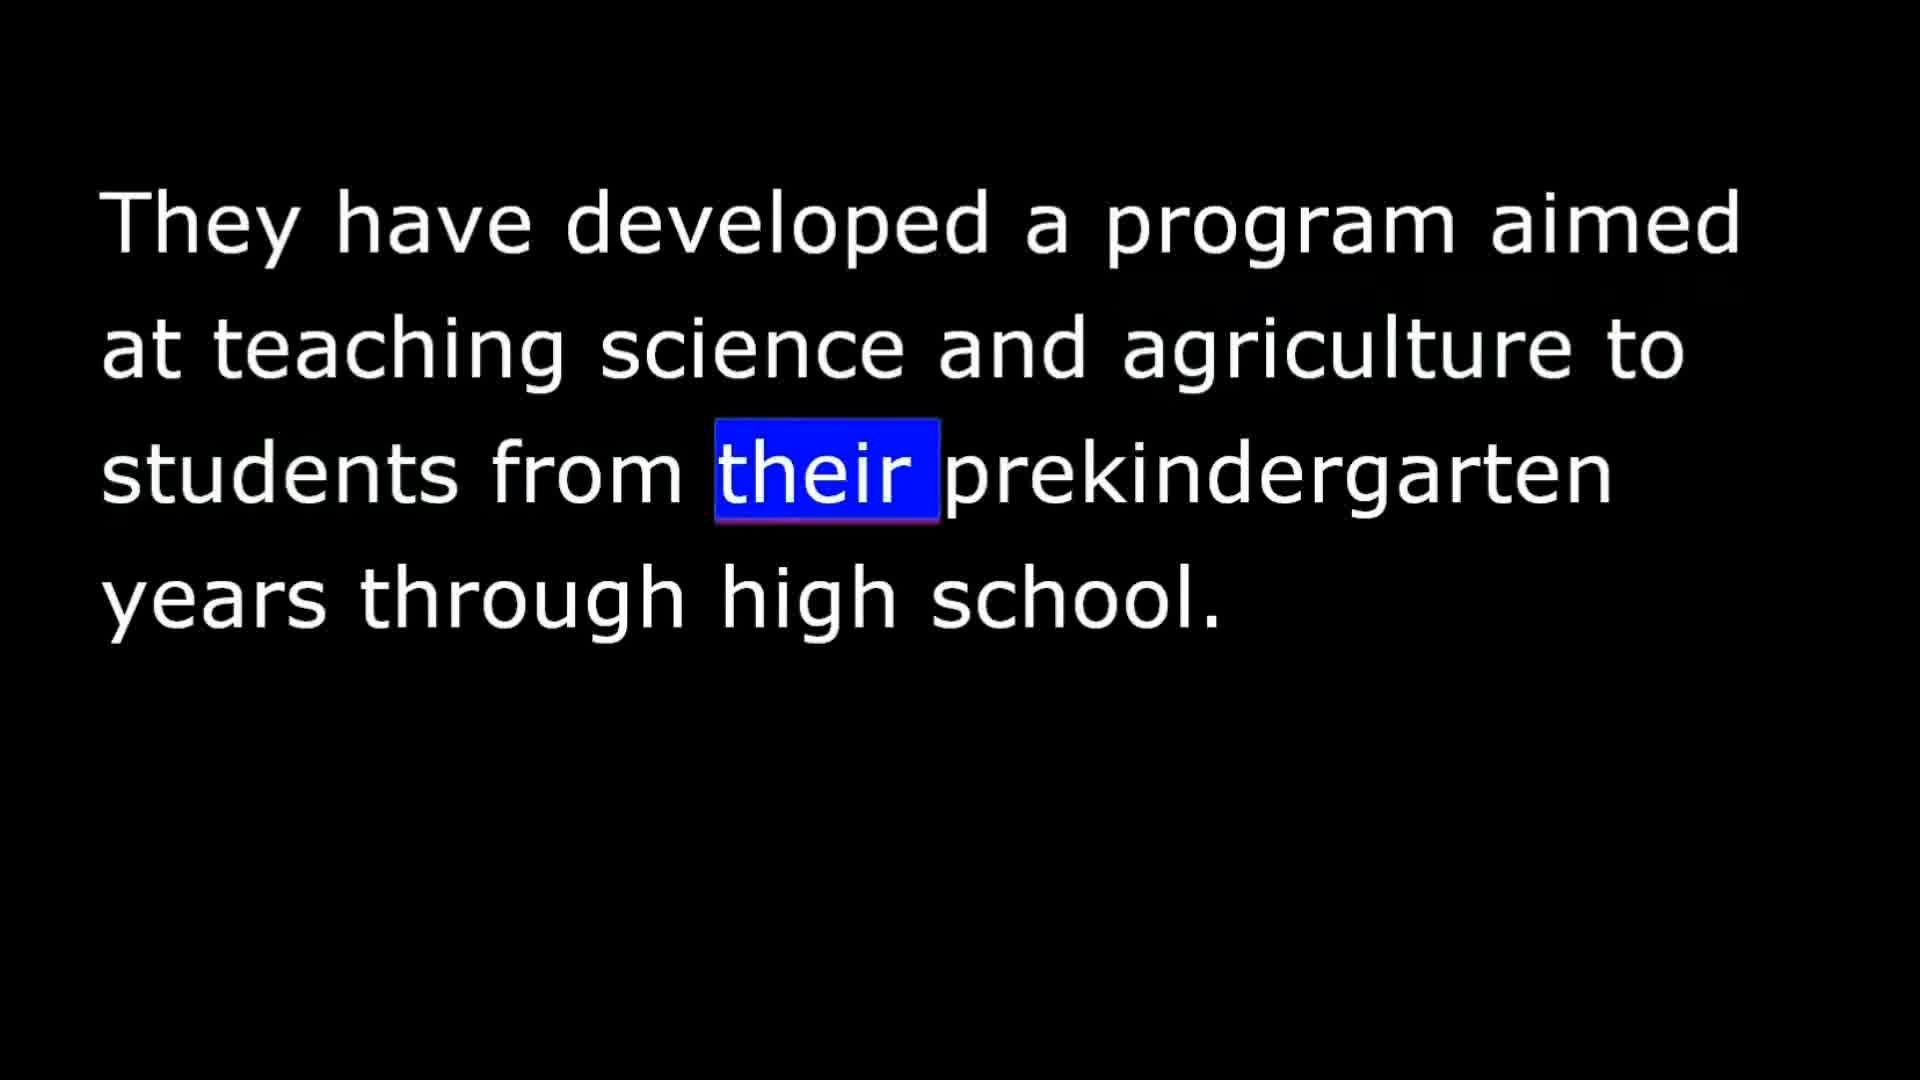 They have developed a program aimed
at teaching science and agriculture to
students from their prekindergarten
years through high school.